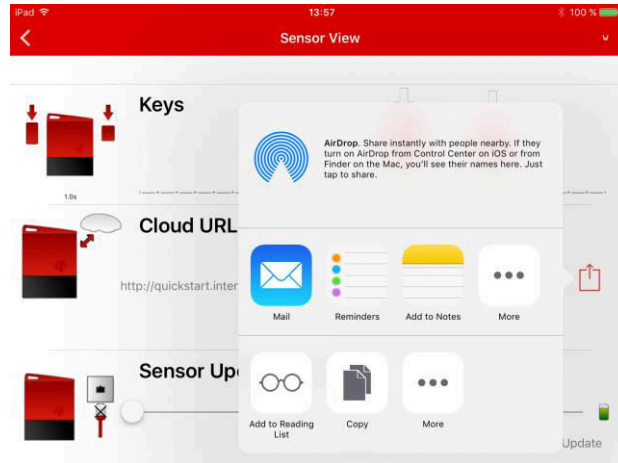 iPad 13:57 100 %
Sensor View
Keys
AirDrop. Share instantly with people nearby. If they
turn on AirDrop from Control Center on iOS or from
Finder on the Mac, you'll see their names here. Just
tap to share.
1.0s
Cloud URL
http://quickstart.inter
Mail Reminders Add to Notes More
Sensor Up
Add to Reading
List
Copy More
Update